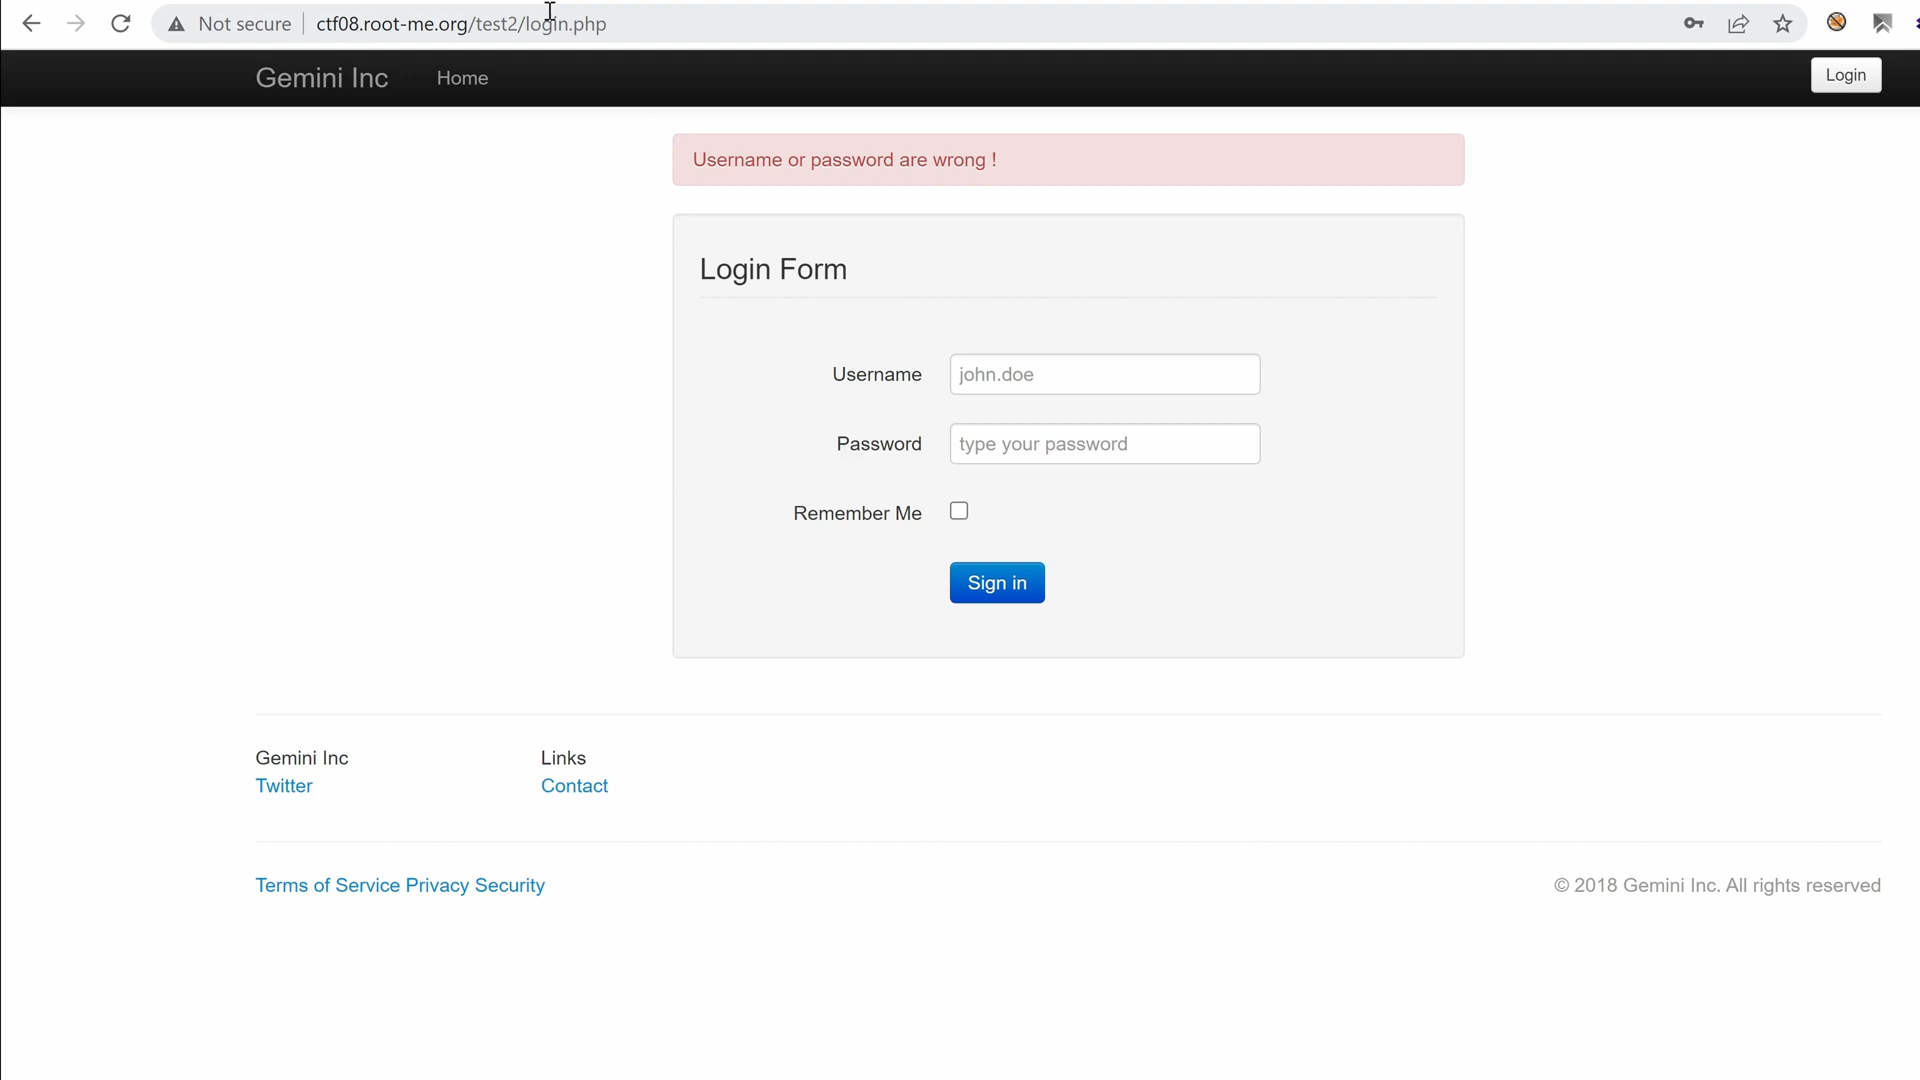 Not secure
ctf08.root-me.org/test2/login.php
Gemini Inc
Home
Login
Username or password are wrong !
Login Form
Username
john.doe
Password
type your password
Remember Me
Sign in
Gemini Inc
Links
Twitter
Contact
Terms of Service Privacy Security
© 2018 Gemini Inc. All rights reserved